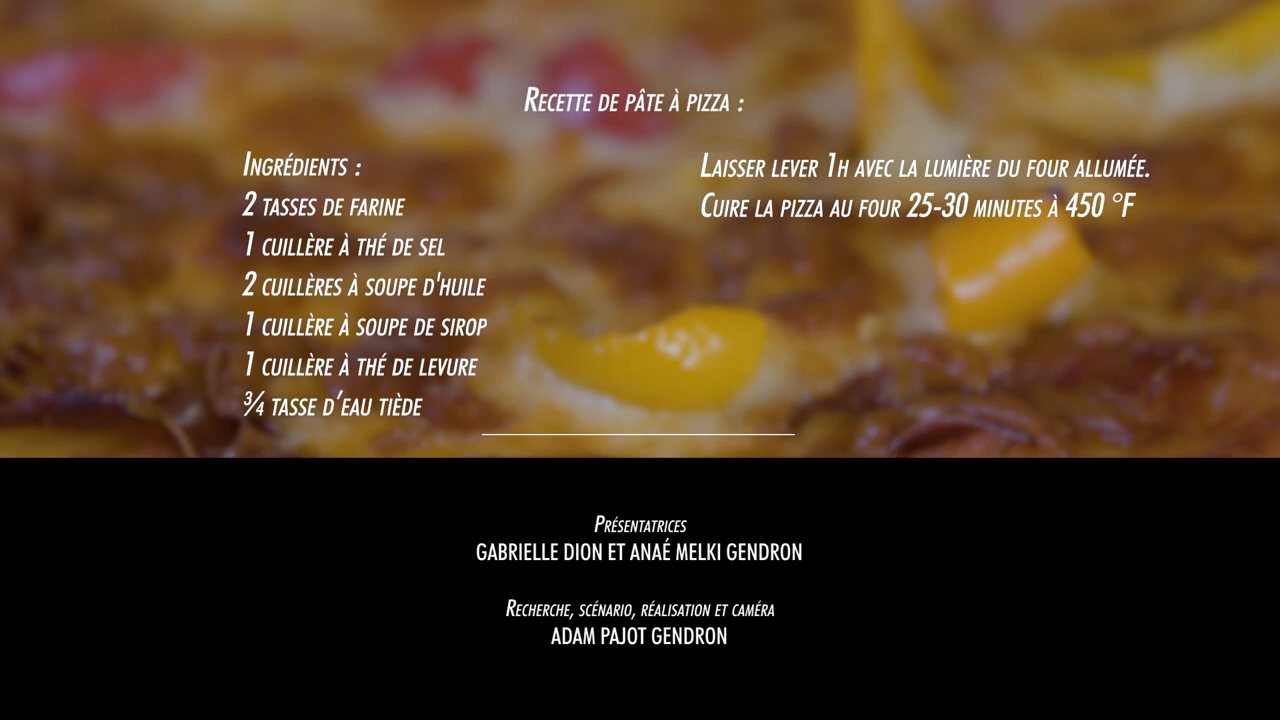 Recette de pâte à pizza :
Ingrédients :
2 tasses de farine
1 cuillère à thé de sel
2 cuillères à soupe d'huile
1 cuillère à soupe de sirop
1 cuillère à thé de levure
¾ tasse d’eau tiède
Laisser lever 1h avec la lumière du four allumée.
Cuire la pizza au four 25-30 minutes à 450 °F
Présentatrices
GABRIELLE DION ET ANAÉ MELKI GENDRON
Recherche, scénario, réalisation et caméra
ADAM PAJOT GENDRON